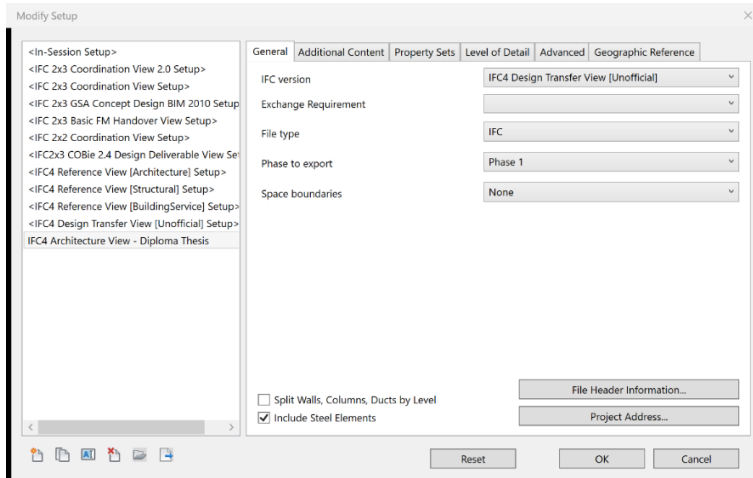 Modify Setup
<In-Session Setup>
<IFC 2x3 Coordination View 2.0 Setup>
<IFC 2x3 Coordination View Setup>
<IFC 2x3 GSA Concept Design BIM 2010 Setup
<IFC 2x3 Basic FM Handover View Setup>
<IFC 2x2 Coordination View Setup>
<IFC2x3 COBie 2.4 Design Deliverable View Set
<IFC4 Reference View [Architecture] Setup>
<IFC4 Reference View [Structural] Setup>
<IFC4 Reference View [BuildingService] Setup>
<IFC4 Design Transfer View [Unofficial] Setup>
IFC4 Architecture View - Diploma Thesis
General Additional Content Property Sets Level of Detail Advanced Geographic Reference
IFC version IFC4 Design Transfer View [Unofficial]
Exchange Requirement
File type IFC
Phase to export Phase 1
Space boundaries None
Split Walls, Columns, Ducts by Level
Include Steel Elements
File Header Information...
Project Address...
Reset OK Cancel